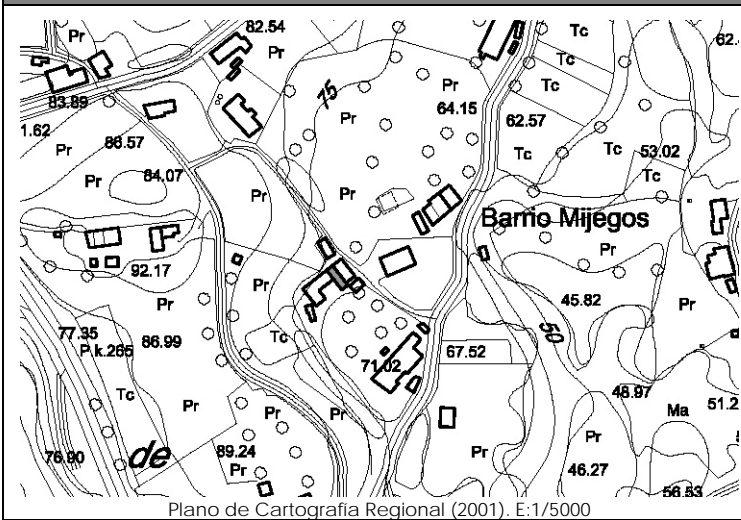 82.54
Pr
Tc
62.
Pr
Tc
Pr
Tc
83.89
75
64.15
1.62
86.57
Pr
62.57
Tc
53.02
Pr
Tc
Pr
84.07
Pr
Pr
Tc
Barrio Mijegos
Pr
92.17
Pr
Pr
45.82
Pr
77.35
86.99
50
P.k.265
Tc
71.02
67.52
Tc
48.97
51.2
Pr
Pr
Pr
Ma
de
89.24
Pr
Pr
Pr
76.90
46.27
56.53
Plano de Cartografía Regional (2001). E:1/5000